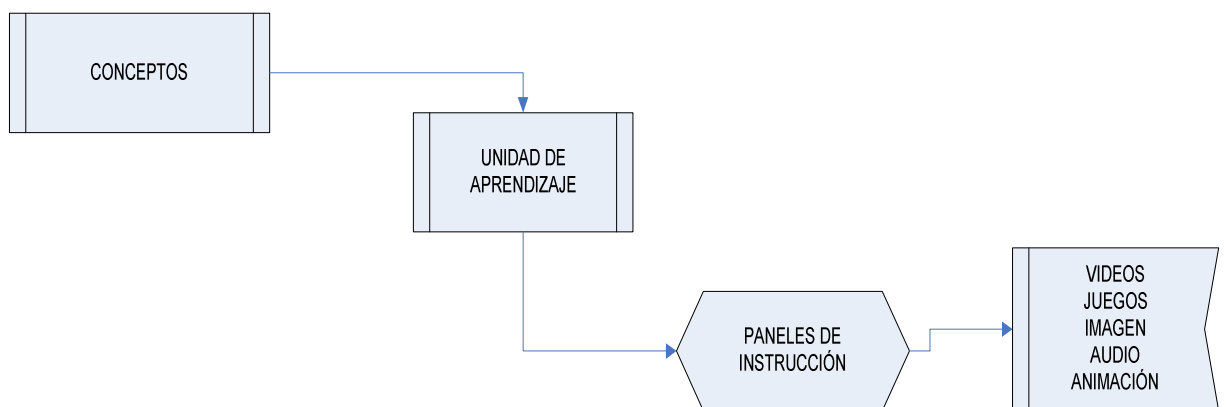 CONCEPTOS
UNIDAD DE
APRENDIZAJE
PANELES DE
INSTRUCCIÓN
VIDEOS
JUEGOS
IMAGEN
AUDIO
ANIMACIÓN